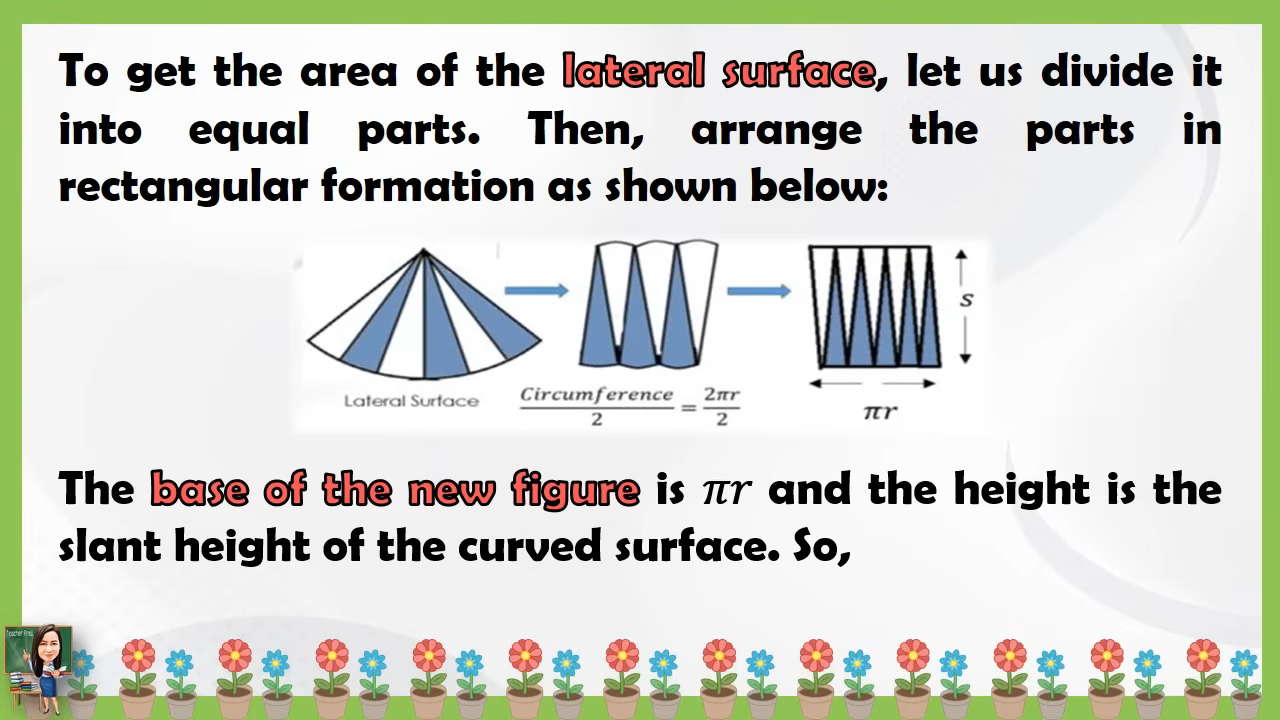 To get the area of the lateral surface, let us divide it
into equal parts. Then, arrange the parts in
rectangular formation as shown below:
Lateral Surface
Circumference/2 = 2πr/2
s
πr
The base of the new figure is πr and the height is the
slant height of the curved surface. So,